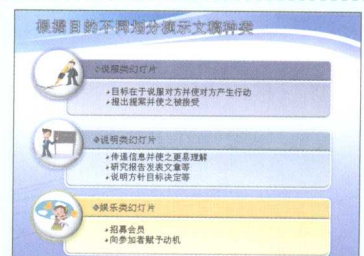 根据目的不同划分演示文稿种类
说服类幻灯片
目标在于说服对方并使对方产生行动
提出提案并使之被接受
说明类幻灯片
传递信息并使之更易理解
研究报告发表文章等
说明方针目标决定等
娱乐类幻灯片
招募会员
向参加者赋予动机